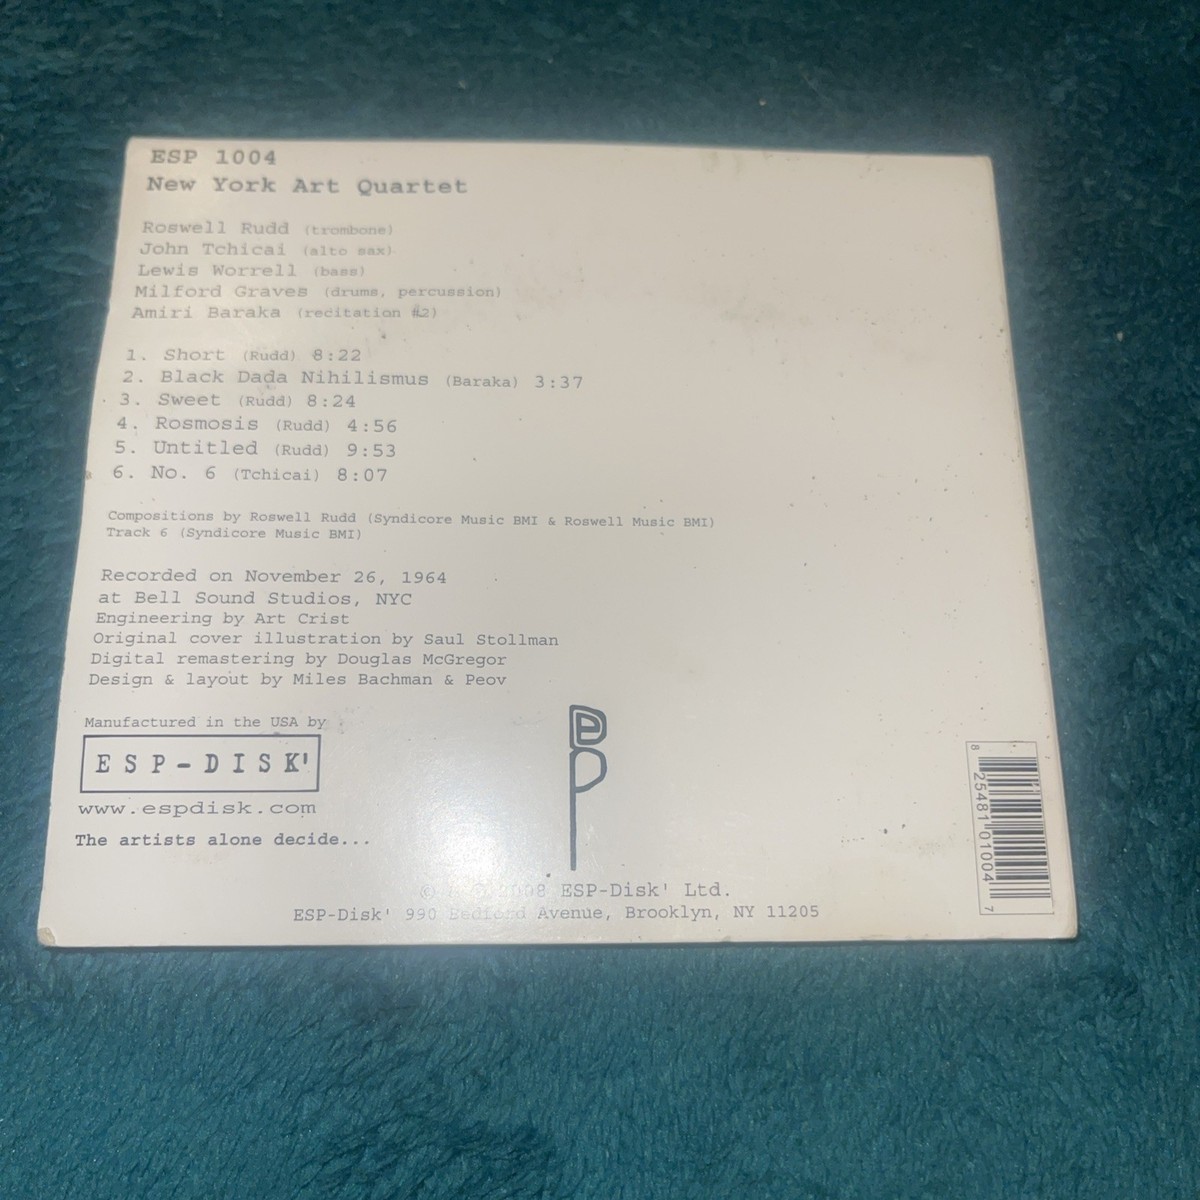 ESP 1004
New York Art Quartet
Roswell Rudd (trombone)
John Tchicai (alto sax)
Lewis Worrell (bass)
Milford Graves (drums, percussion)
Amiri Baraka (recitation #2)
1. Short (Rudd) 8:22
2. Black Dada Nihilismus (Baraka) 3:37
3. Sweet (Rudd) 8:24
4. Rosmosis (Rudd) 4:56
5. Untitled (Rudd) 9:53
6. No. 6 (Tchicai) 8:07
Compositions by Roswell Rudd (Syndicore Music BMI & Roswell Music BMI)
Track 6 (Syndicore Music BMI)
Recorded on November 26, 1964
at Bell Sound Studios, NYC
Engineering by Art Crist
Original cover illustration by Saul Stollman
Digital remastering by Douglas McGregor
Design & layout by Miles Bachman & Peov
Manufactured in the USA by
ESP-DISK'
www.espdisk.com
The artists alone decide...
© 2008 ESP-Disk' Ltd.
ESP-Disk' 990 Bedford Avenue, Brooklyn, NY 11205
8 25481 01004 7